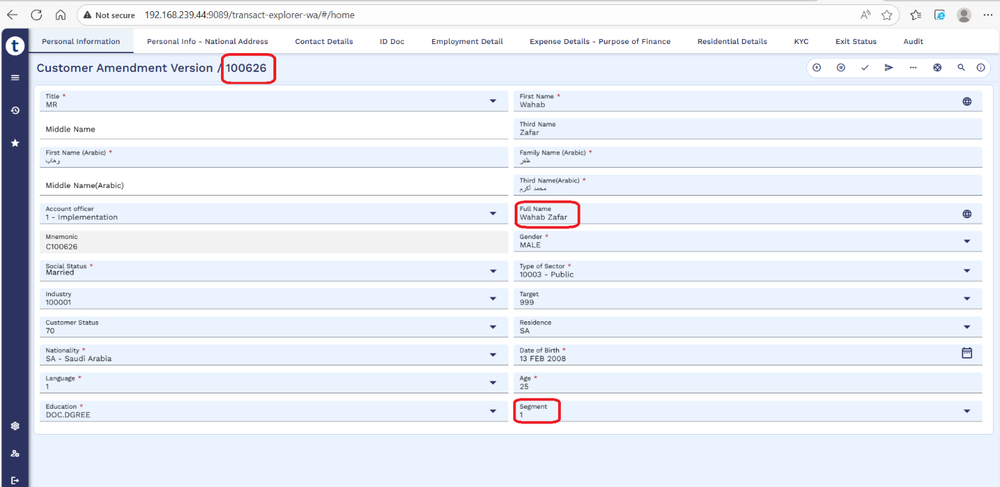 Not secure 192.168.239.44:9089/transact-explorer-wa/#/home
t
Personal Information Personal Info - National Address Contact Details ID Doc Employment Detail Expense Details - Purpose of Finance Residential Details KYC Exit Status Audit
Customer Amendment Version / 100626
Title *
MR
First Name *
Wahab
Middle Name
Third Name
Zafar
First Name (Arabic) *
وهاب
Family Name (Arabic) *
ظفر
Middle Name(Arabic)
Third Name(Arabic) *
محمد أكرم
Account officer
1 - Implementation
Full Name
Wahab Zafar
Mnemonic
C100626
Gender *
MALE
Social Status *
Married
Type of Sector *
10003 - Public
Industry
100001
Target
999
Customer Status
70
Residence
SA
Nationality *
SA - Saudi Arabia
Date of Birth *
13 FEB 2008
Language *
1
Age *
25
Education *
DOC.DGREE
Segment
1